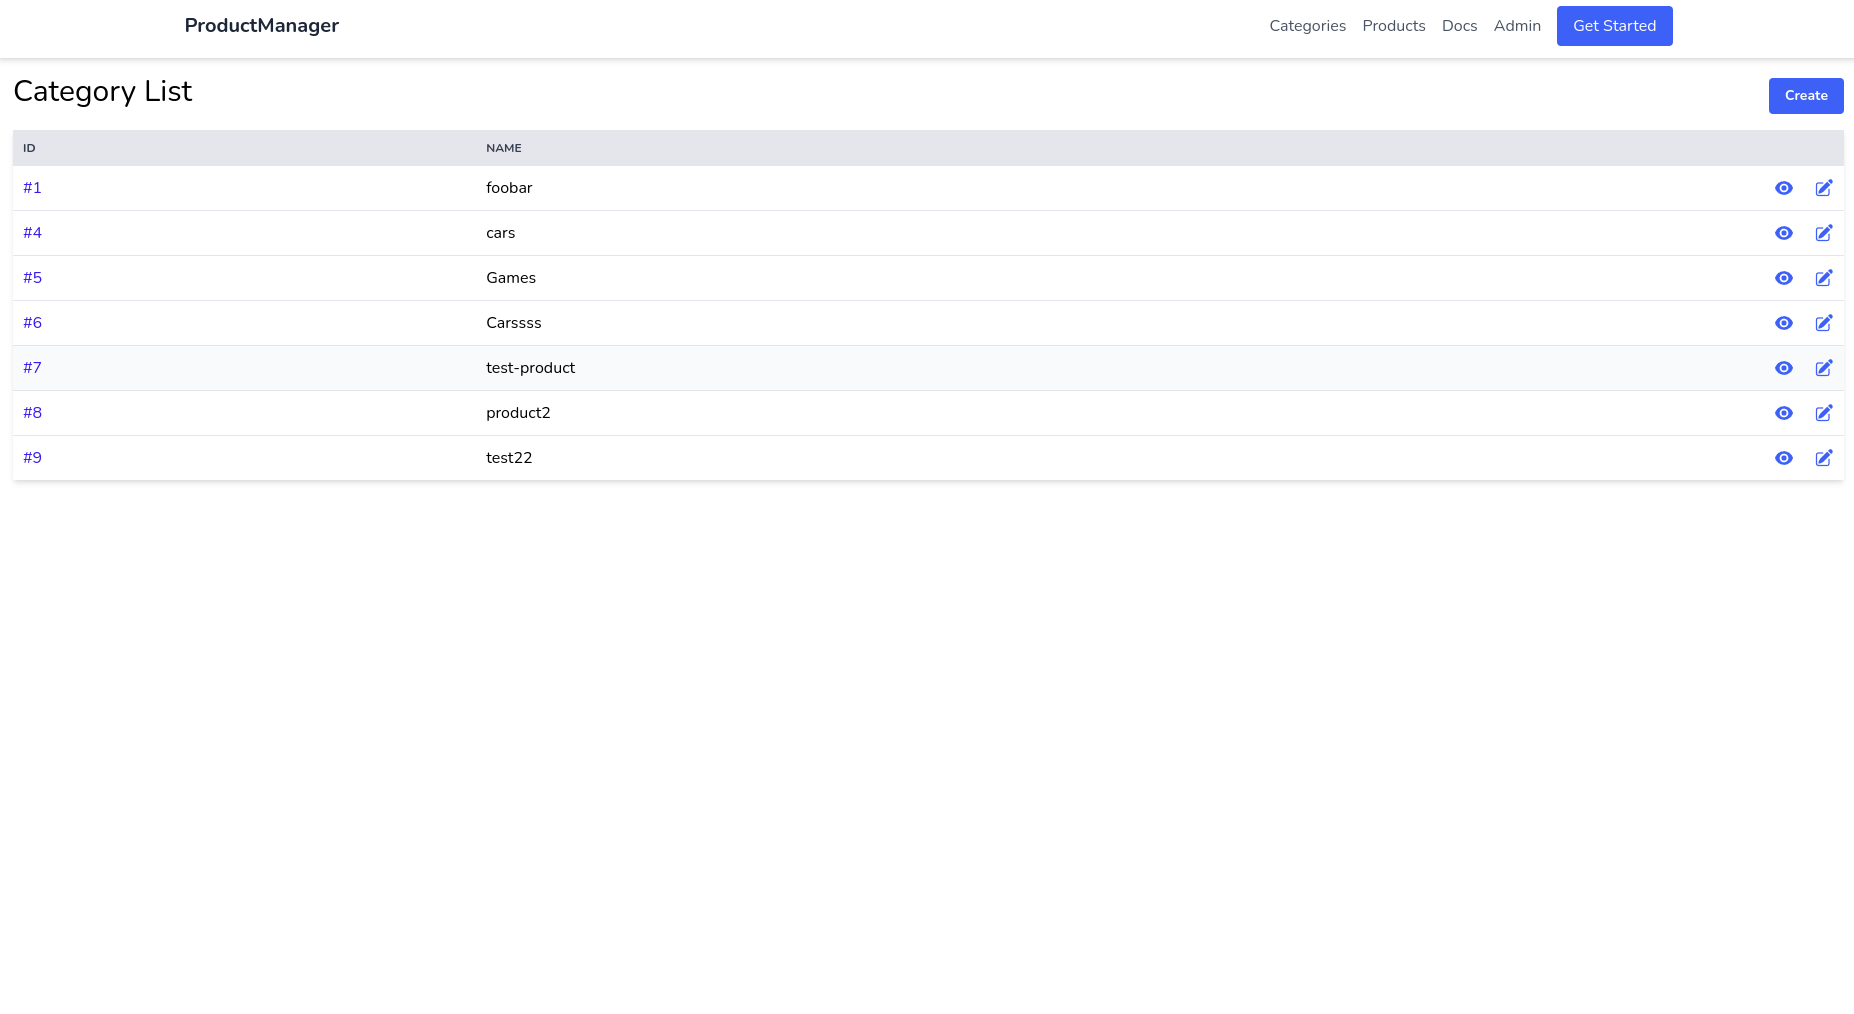 ProductManager Categories Products Docs Admin Get Started
Category List Create
ID NAME
#1 foobar
#4 cars
#5 Games
#6 Carssss
#7 test-product
#8 product2
#9 test22